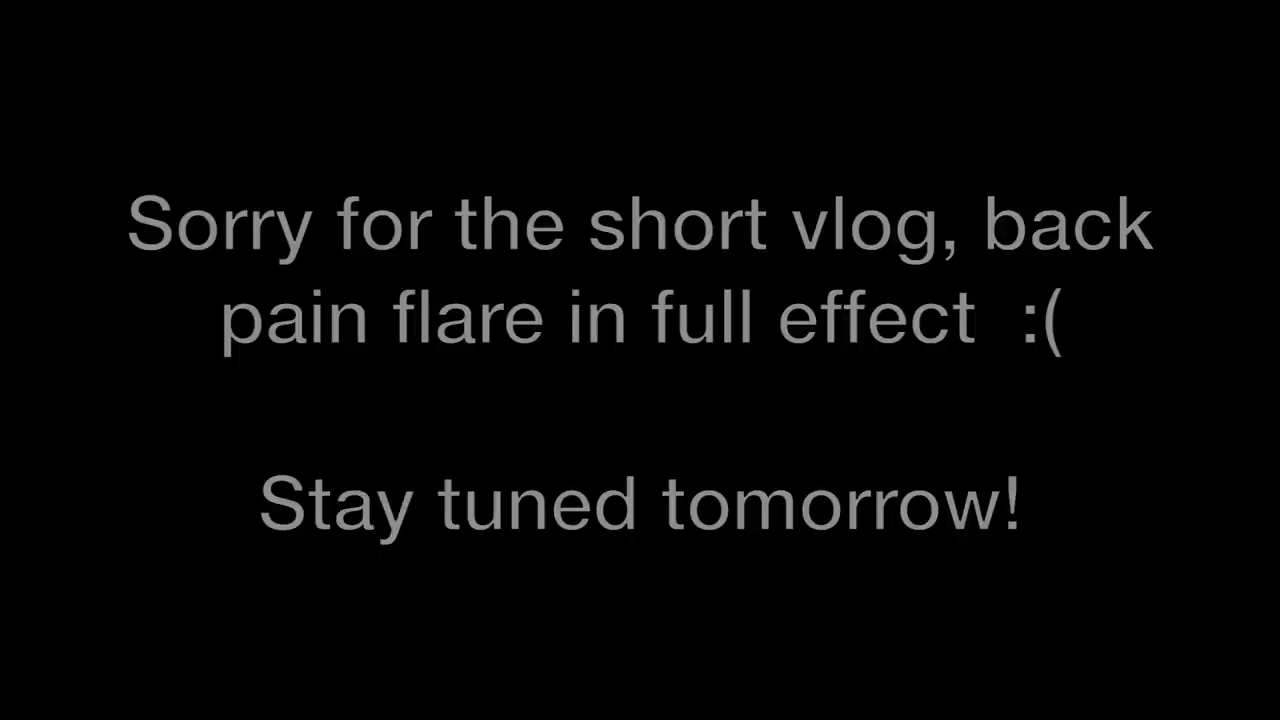 Sorry for the short vlog, back
pain flare in full effect  :(
Stay tuned tomorrow!